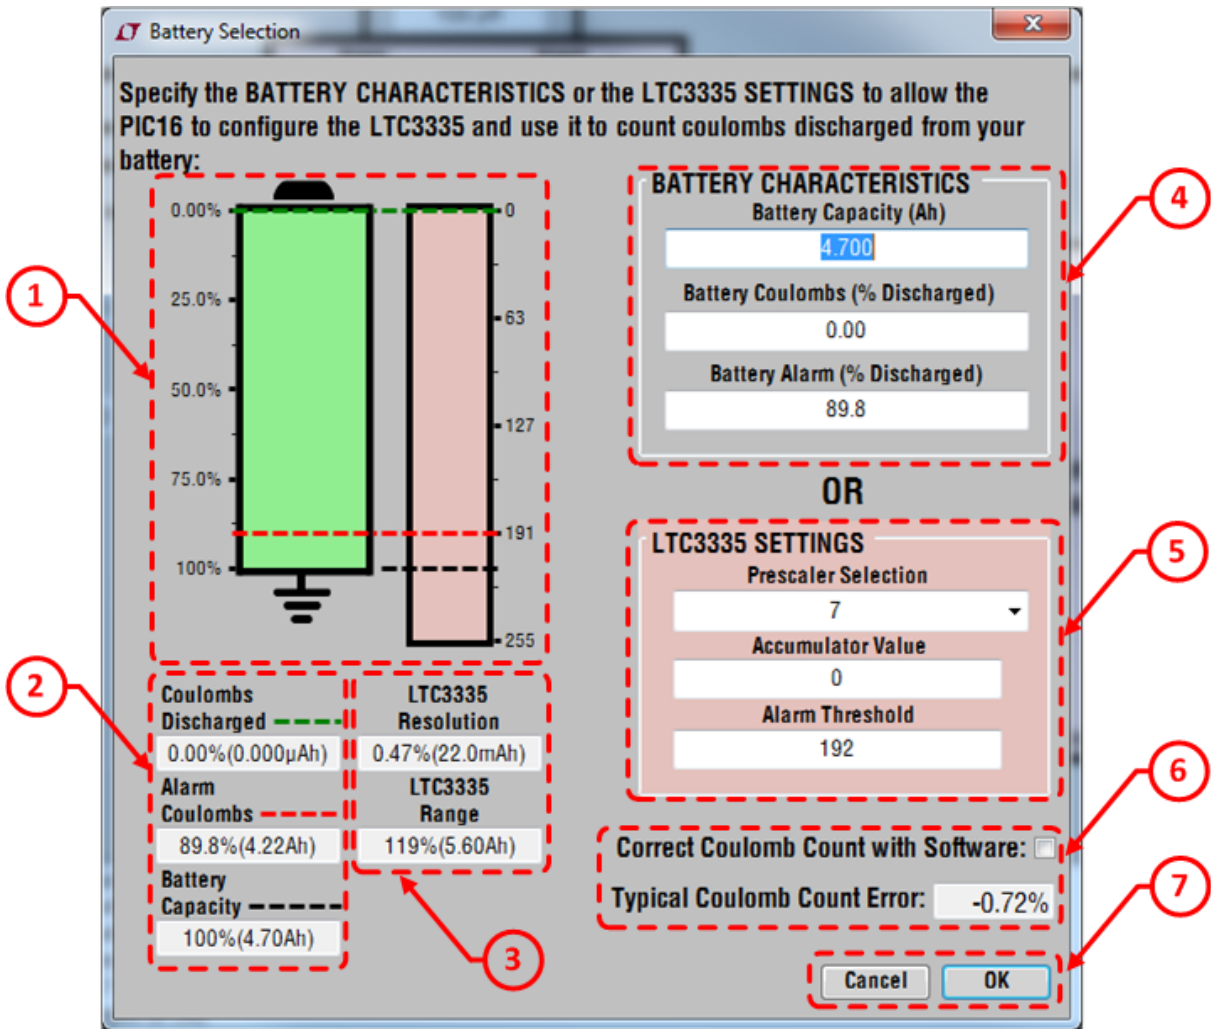 Battery Selection
Specify the BATTERY CHARACTERISTICS or the LTC3335 SETTINGS to allow the
PIC16 to configure the LTC3335 and use it to count coulombs discharged from your
battery:
0.00%
25.0%
50.0%
75.0%
100%
0
63
127
191
255
1
Coulombs
Discharged
0.00%(0.000µAh)
Alarm
Coulombs
89.8%(4.22Ah)
Battery
Capacity
100%(4.70Ah)
2
LTC3335
Resolution
0.47%(22.0mAh)
LTC3335
Range
119%(5.60Ah)
3
BATTERY CHARACTERISTICS
Battery Capacity (Ah)
4.700
Battery Coulombs (% Discharged)
0.00
Battery Alarm (% Discharged)
89.8
4
OR
LTC3335 SETTINGS
Prescaler Selection
7
Accumulator Value
0
Alarm Threshold
192
5
Correct Coulomb Count with Software:
Typical Coulomb Count Error: -0.72%
6
Cancel
OK
7